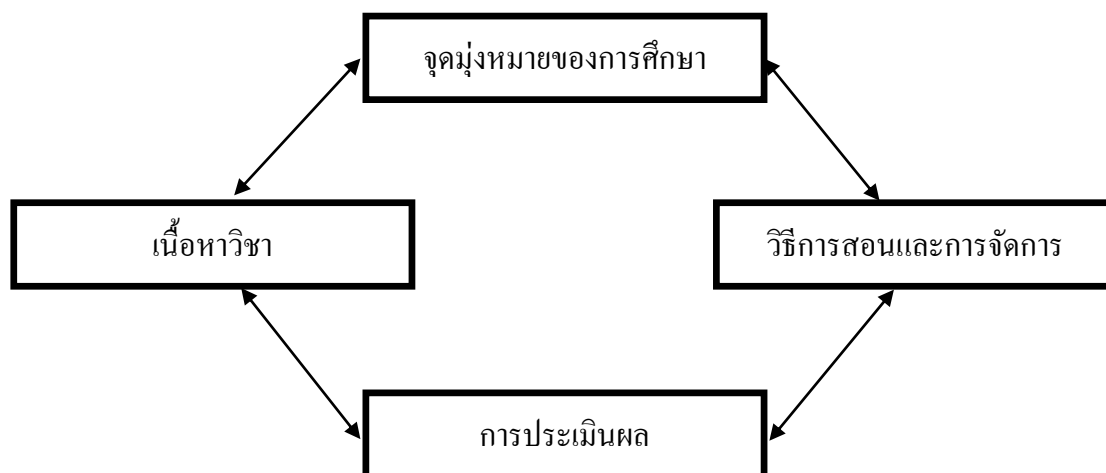 จุดมุ่งหมายของการศึกษา
เนื้อหาวิชา
วิธีการสอนและการจัดการ
การประเมินผล